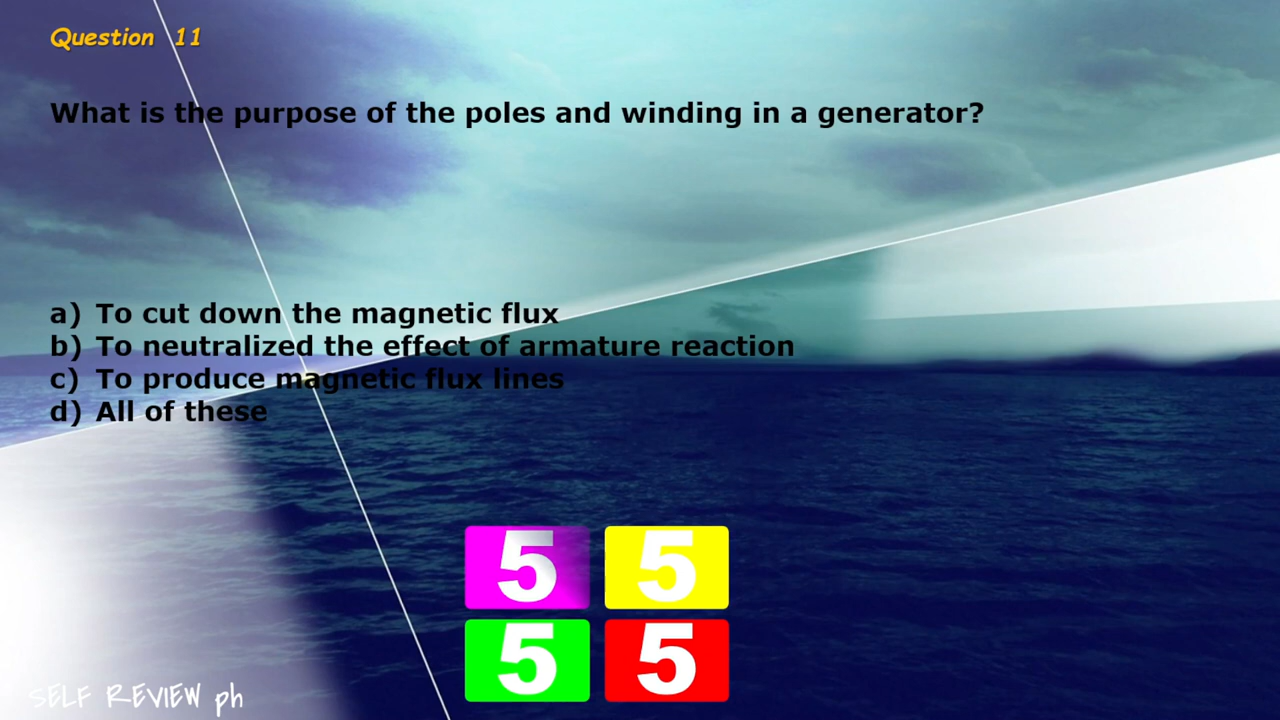 Question 11
What is the purpose of the poles and winding in a generator?
a) To cut down the magnetic flux
b) To neutralized the effect of armature reaction
c) To produce magnetic flux lines
d) All of these
5 5
5 5
SELF REVIEW ph